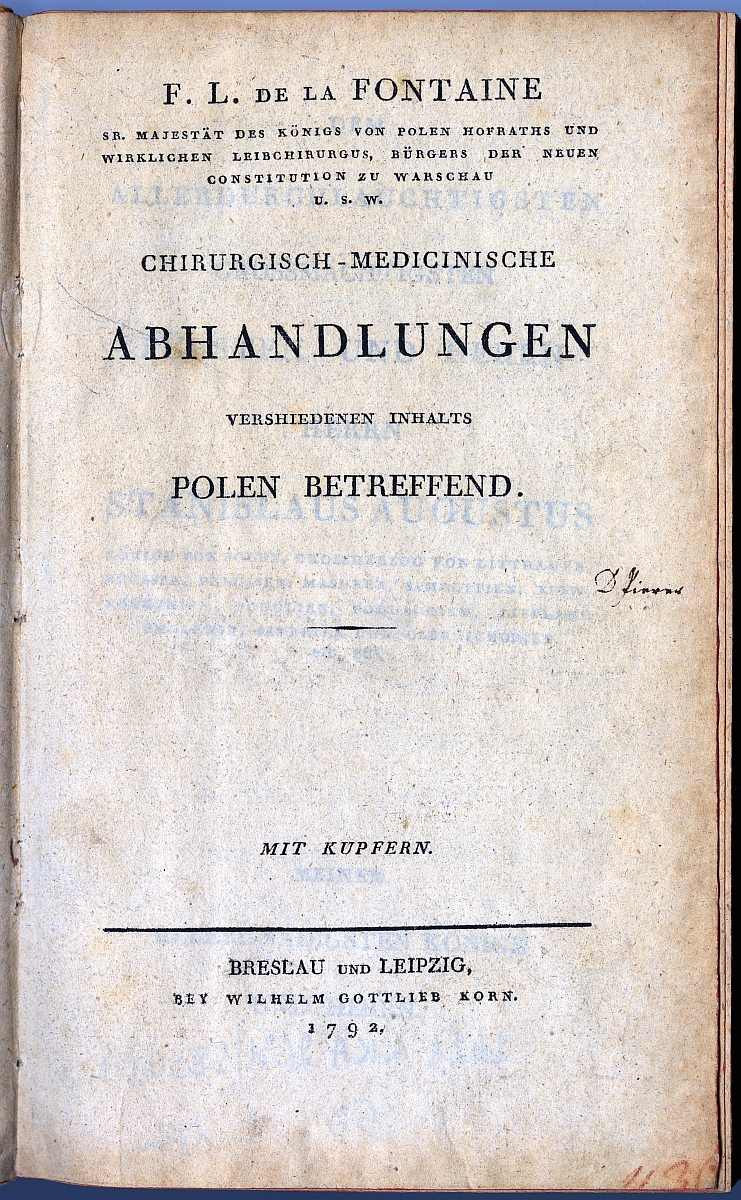 F. L. DE LA FONTAINE
SR. MAJESTÄT DES KÖNIGS VON POLEN HOFRATHS UND
WIRKLICHEN LEIBCHIRURGUS, BÜRGERS DER NEUEN
CONSTITUTION ZU WARSCHAU
U. S. W.
CHIRURGISCH-MEDICINISCHE
ABHANDLUNGEN
VERSHIEDENEN INHALTS
POLEN BETREFFEND.
MIT KUPFERN.
BRESLAU UND LEIPZIG,
BEY WILHELM GOTTLIEB KORN.
1792.